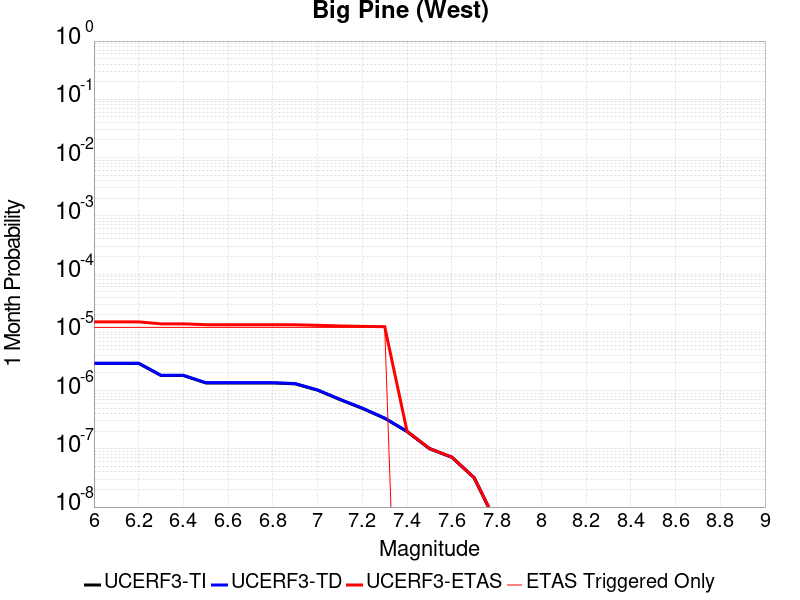 Big Pine (West)
10^0
10^-1
10^-2
10^-3
10^-4
10^-5
10^-6
10^-7
10^-8
1 Month Probability
6 6.2 6.4 6.6 6.8 7 7.2 7.4 7.6 7.8 8 8.2 8.4 8.6 8.8 9
Magnitude
UCERF3-TI UCERF3-TD UCERF3-ETAS ETAS Triggered Only